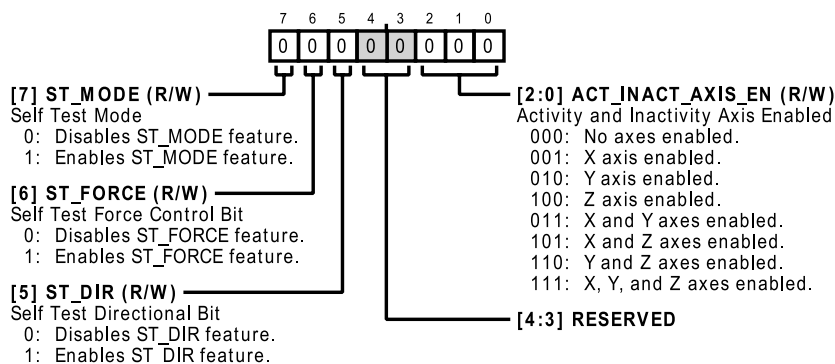 7 6 5 4 3 2 1 0
0 0 0 0 0 0 0 0
[7] ST_MODE (R/W)
Self Test Mode
0: Disables ST_MODE feature.
1: Enables ST_MODE feature.
[6] ST_FORCE (R/W)
Self Test Force Control Bit
0: Disables ST_FORCE feature.
1: Enables ST_FORCE feature.
[5] ST_DIR (R/W)
Self Test Directional Bit
0: Disables ST_DIR feature.
1: Enables ST_DIR feature.
[2:0] ACT_INACT_AXIS_EN (R/W)
Activity and Inactivity Axis Enabled
000: No axes enabled.
001: X axis enabled.
010: Y axis enabled.
100: Z axis enabled.
011: X and Y axes enabled.
101: X and Z axes enabled.
110: Y and Z axes enabled.
111: X, Y, and Z axes enabled.
[4:3] RESERVED